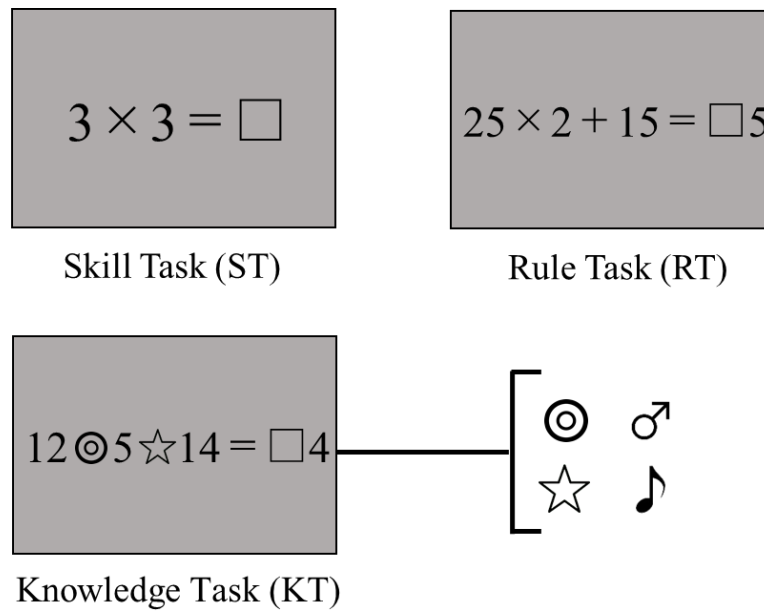 3 × 3 = □
Skill Task (ST)
25 × 2 + 15 = □5
Rule Task (RT)
12◎5☆14 = □4
◎ ♂
☆ ♪
Knowledge Task (KT)